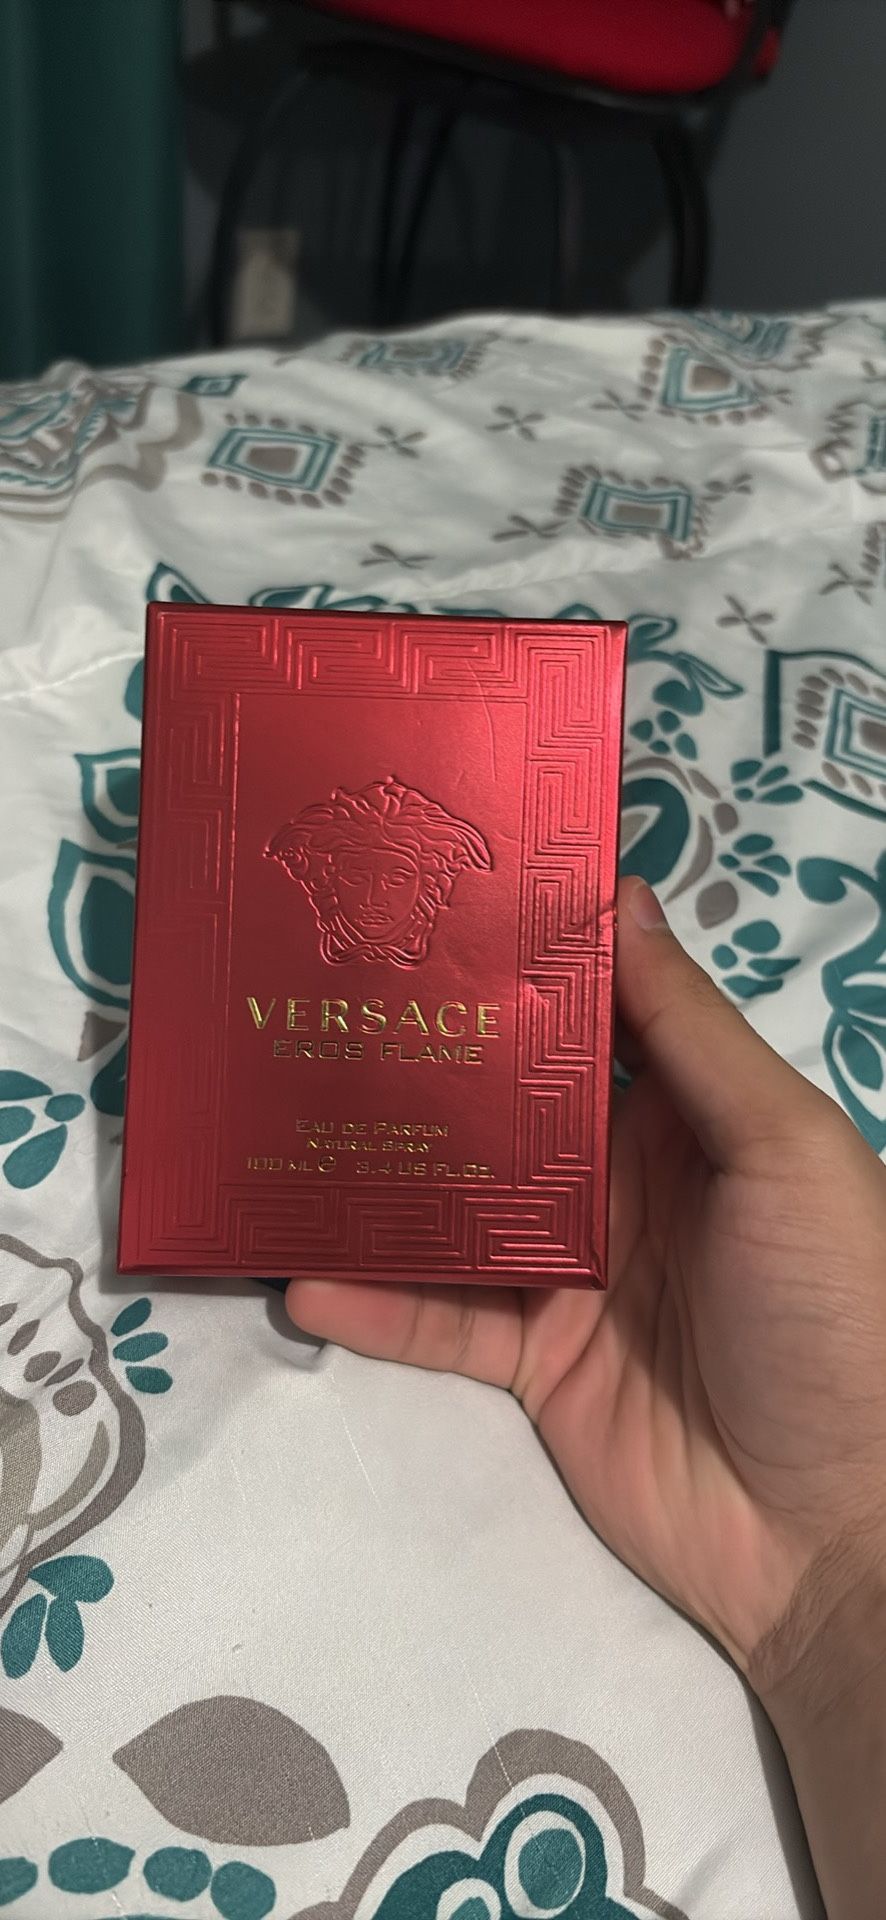 VERSACE
EROS FLAME
EAU DE PARFUM
NATURAL SPRAY
100 ML ℮ 3.4 US FL.OZ.